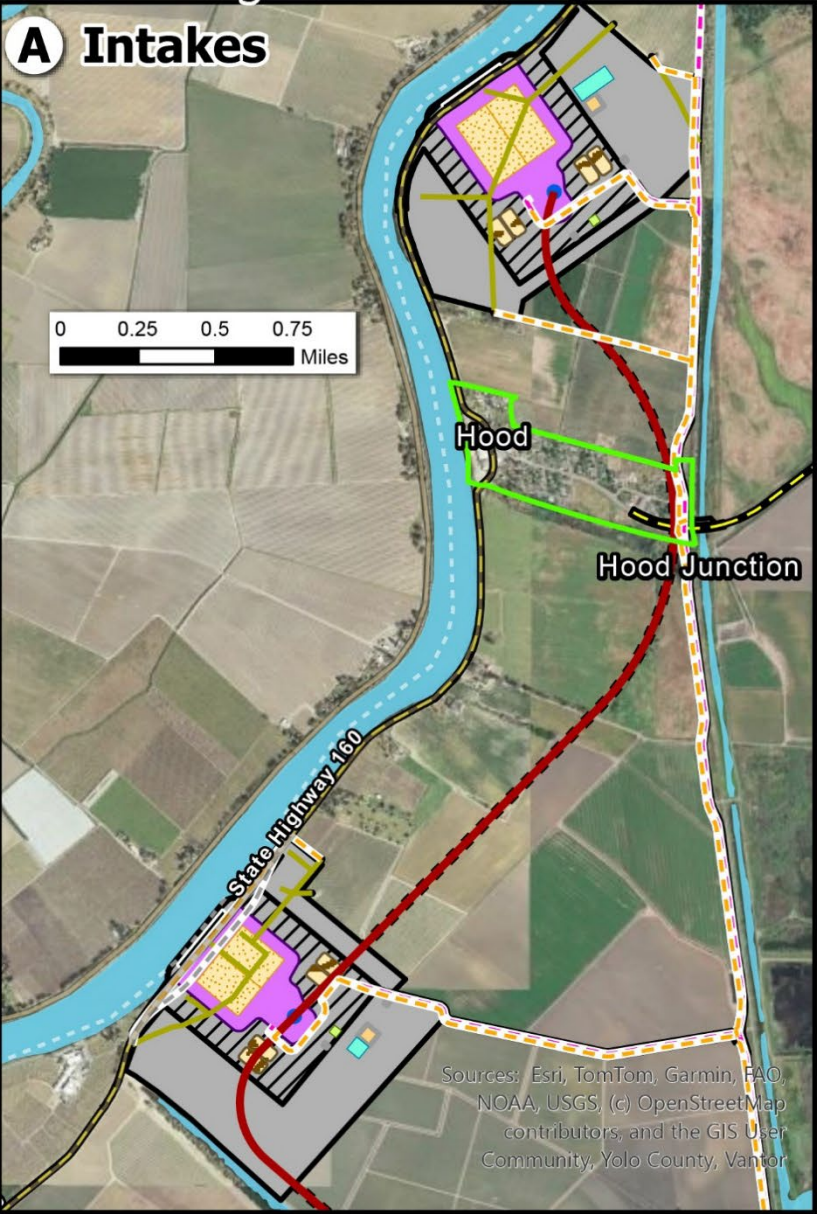 A Intakes
0 0.25 0.5 0.75
Miles
Hood
Hood Junction
State Highway 160
Sources: Esri, TomTom, Garmin, FAO,
NOAA, USGS, (c) OpenStreetMap
contributors, and the GIS User
Community, Yolo County, Vantor